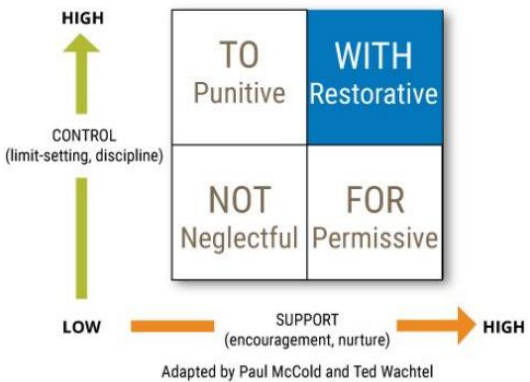 HIGH
TO
Punitive
WITH
Restorative
CONTROL
(limit-setting, discipline)
NOT
Neglectful
FOR
Permissive
LOW
SUPPORT
(encouragement, nurture)
HIGH
Adapted by Paul McCold and Ted Wachtel